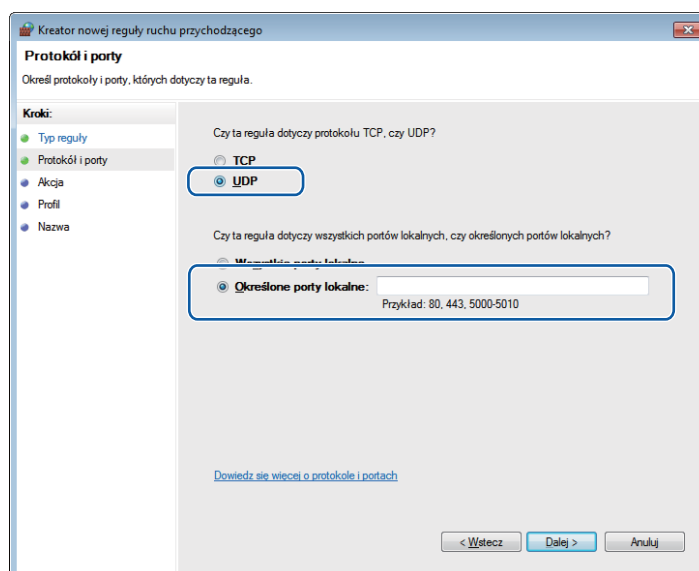 Kreator nowej reguły ruchu przychodzącego
Protokół i porty
Określ protokoły i porty, których dotyczy ta reguła.
Kroki:
Typ reguły
Protokół i porty
Akcja
Profil
Nazwa
Czy ta reguła dotyczy protokołu TCP, czy UDP?
TCP
UDP
Czy ta reguła dotyczy wszystkich portów lokalnych, czy określonych portów lokalnych?
Wszystkie porty lokalne
Określone porty lokalne:
Przykład: 80, 443, 5000-5010
Dowiedz się więcej o protokole i portach
< Wstecz
Dalej >
Anuluj